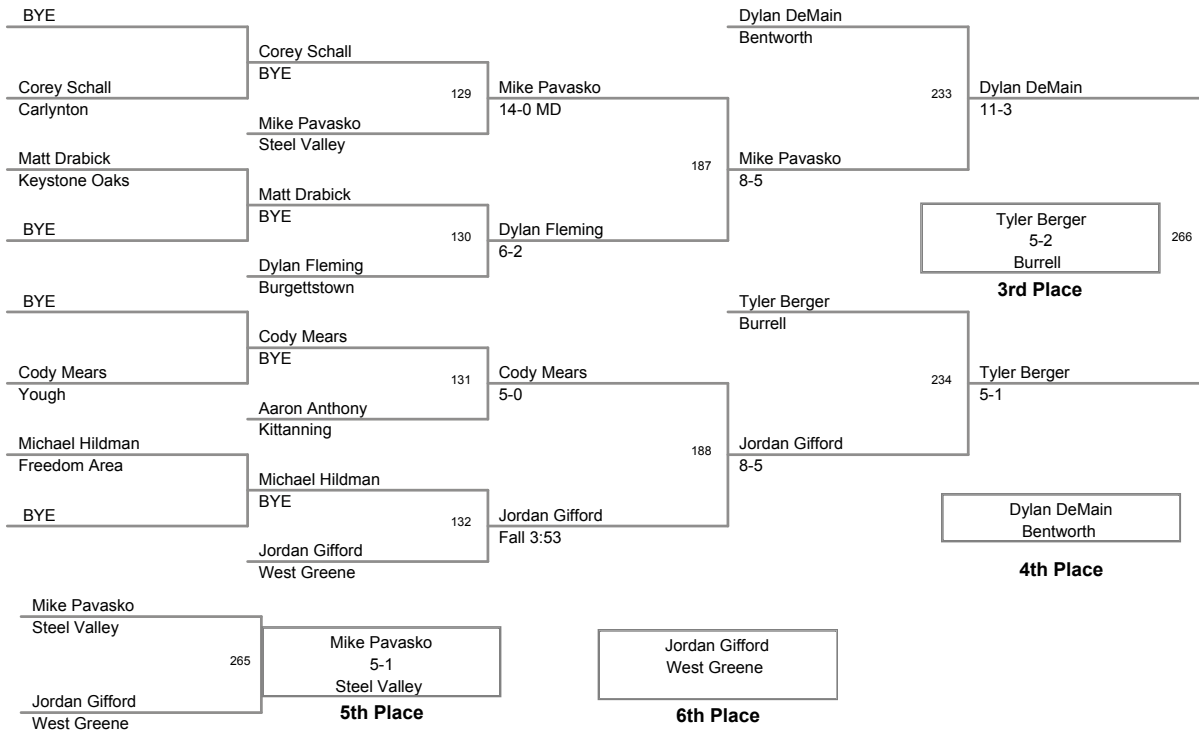 BYE
Corey Schall
Carlynton
Matt Drabick
Keystone Oaks
BYE
BYE
Cody Mears
Yough
Michael Hildman
Freedom Area
BYE
Corey Schall
BYE
129
Mike Pavasko
Steel Valley
Matt Drabick
BYE
130
Dylan Fleming
Burgettstown
Cody Mears
BYE
131
Aaron Anthony
Kittanning
Michael Hildman
BYE
132
Jordan Gifford
West Greene
Mike Pavasko
14-0 MD
187
Dylan Fleming
6-2
Cody Mears
5-0
188
Jordan Gifford
Fall 3:53
Dylan DeMain
Bentworth
233
Mike Pavasko
8-5
Tyler Berger
Burrell
234
Jordan Gifford
8-5
Dylan DeMain
11-3
Tyler Berger
5-2
Burrell
266
3rd Place
Tyler Berger
5-1
Dylan DeMain
Bentworth
4th Place
Mike Pavasko
Steel Valley
265
Jordan Gifford
West Greene
Mike Pavasko
5-1
Steel Valley
5th Place
Jordan Gifford
West Greene
6th Place